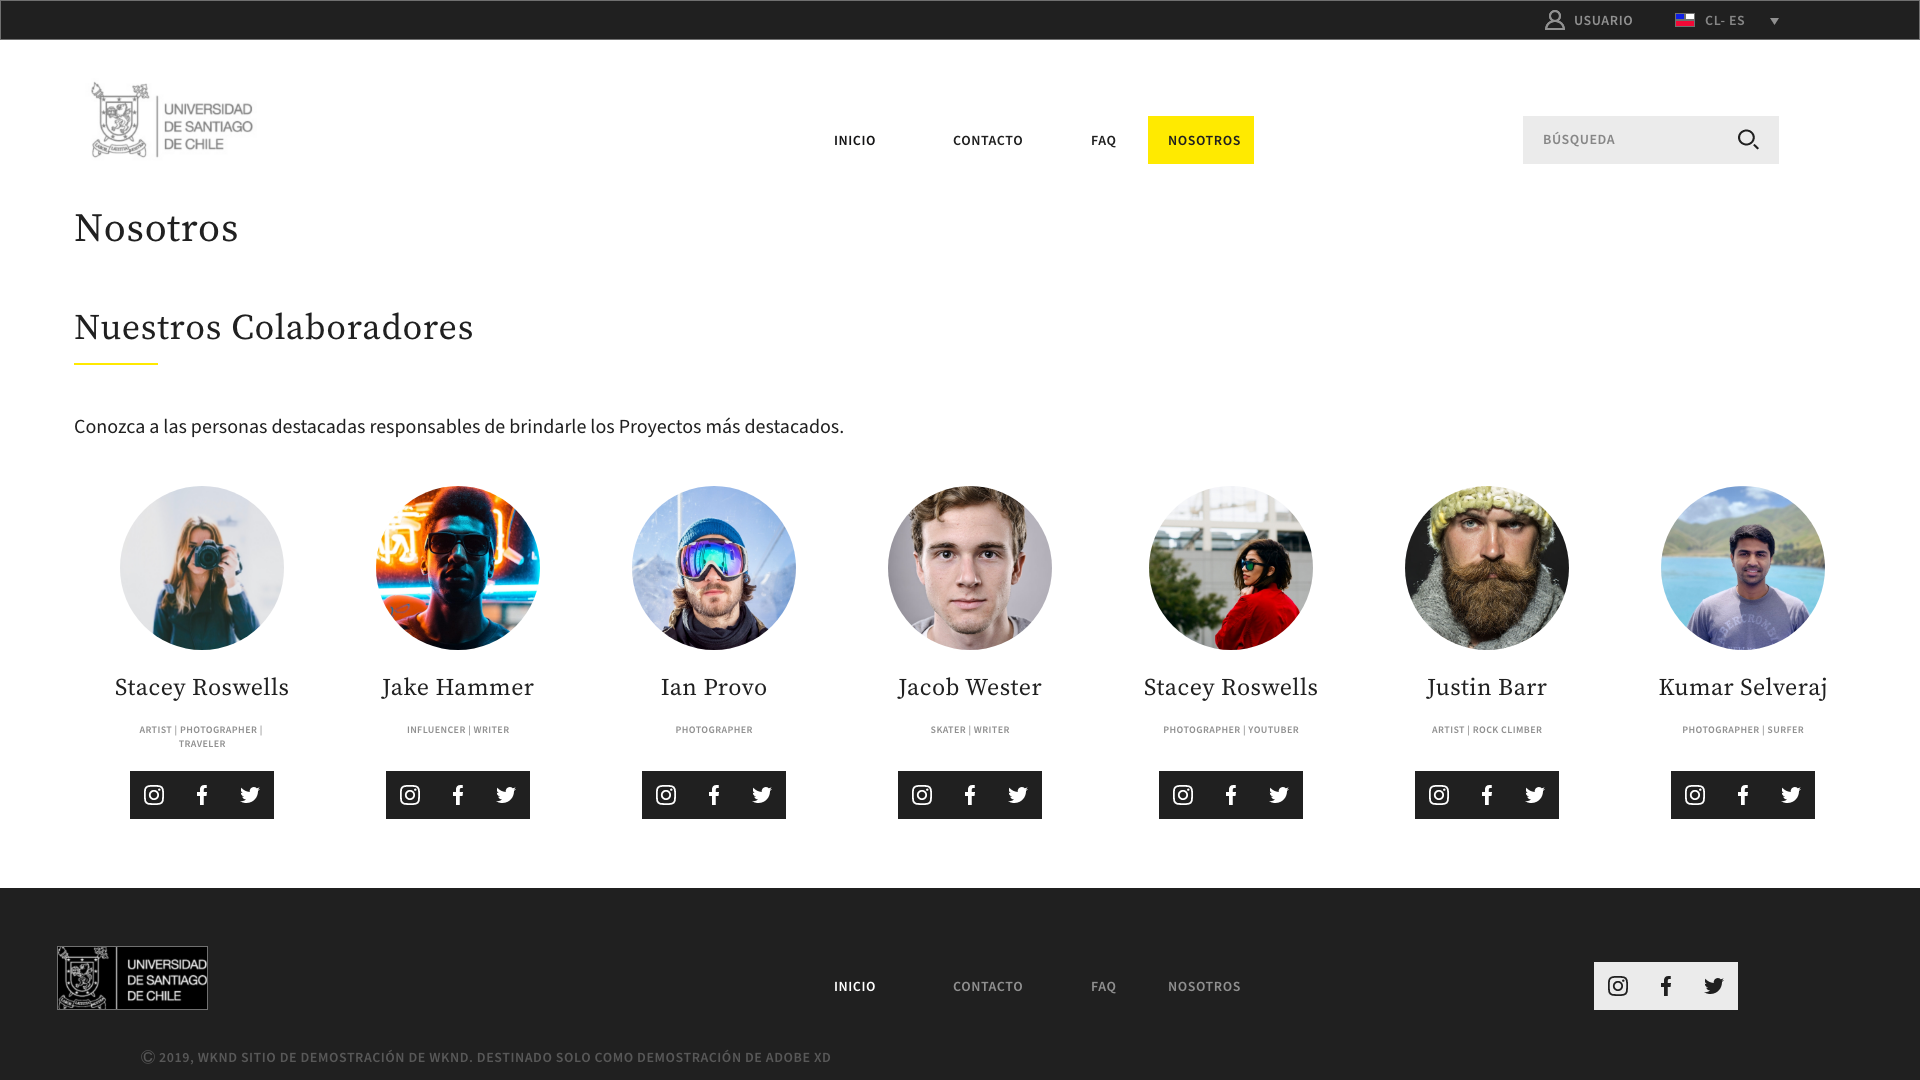 USUARIO
CL- ES
UNIVERSIDAD
DE SANTIAGO
DE CHILE
INICIO
CONTACTO
FAQ
NOSOTROS
BÚSQUEDA
Nosotros
Nuestros Colaboradores
Conozca a las personas destacadas responsables de brindarle los Proyectos más destacados.
Stacey Roswells
ARTIST | PHOTOGRAPHER |
TRAVELER
Jake Hammer
INFLUENCER | WRITER
Ian Provo
PHOTOGRAPHER
Jacob Wester
SKATER | WRITER
Stacey Roswells
PHOTOGRAPHER | YOUTUBER
Justin Barr
ARTIST | ROCK CLIMBER
Kumar Selveraj
PHOTOGRAPHER | SURFER
UNIVERSIDAD
DE SANTIAGO
DE CHILE
INICIO
CONTACTO
FAQ
NOSOTROS
© 2019, WKND SITIO DE DEMOSTRACIÓN DE WKND. DESTINADO SOLO COMO DEMOSTRACIÓN DE ADOBE XD